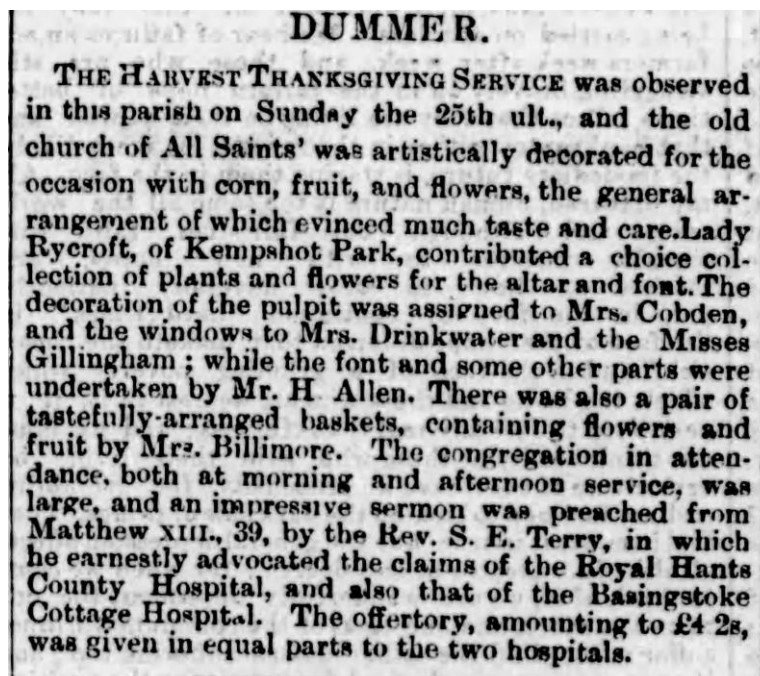 DUMMER.
THE HARVEST THANKSGIVING SERVICE was observed
in this parish on Sunday the 25th ult., and the old
church of All Saints' was artistically decorated for the
occasion with corn, fruit, and flowers, the general ar-
rangement of which evinced much taste and care.Lady
Rycroft, of Kempshot Park, contributed a choice col-
lection of plants and flowers for the altar and font.The
decoration of the pulpit was assigned to Mrs. Cobden,
and the windows to Mrs. Drinkwater and the Misses
Gillingham ; while the font and some other parts were
undertaken by Mr. H Allen. There was also a pair of
tastefully-arranged baskets, containing flowers and
fruit by Mrs. Billimore. The congregation in atten-
dance, both at morning and afternoon service, was
large, and an impressive sermon was preached from
Matthew XIII., 39, by the Rev. S. E. Terry, in which
he earnestly advocated the claims of the Royal Hants
County Hospital, and also that of the Basingstoke
Cottage Hospital. The offertory, amounting to £4 2s,
was given in equal parts to the two hospitals.